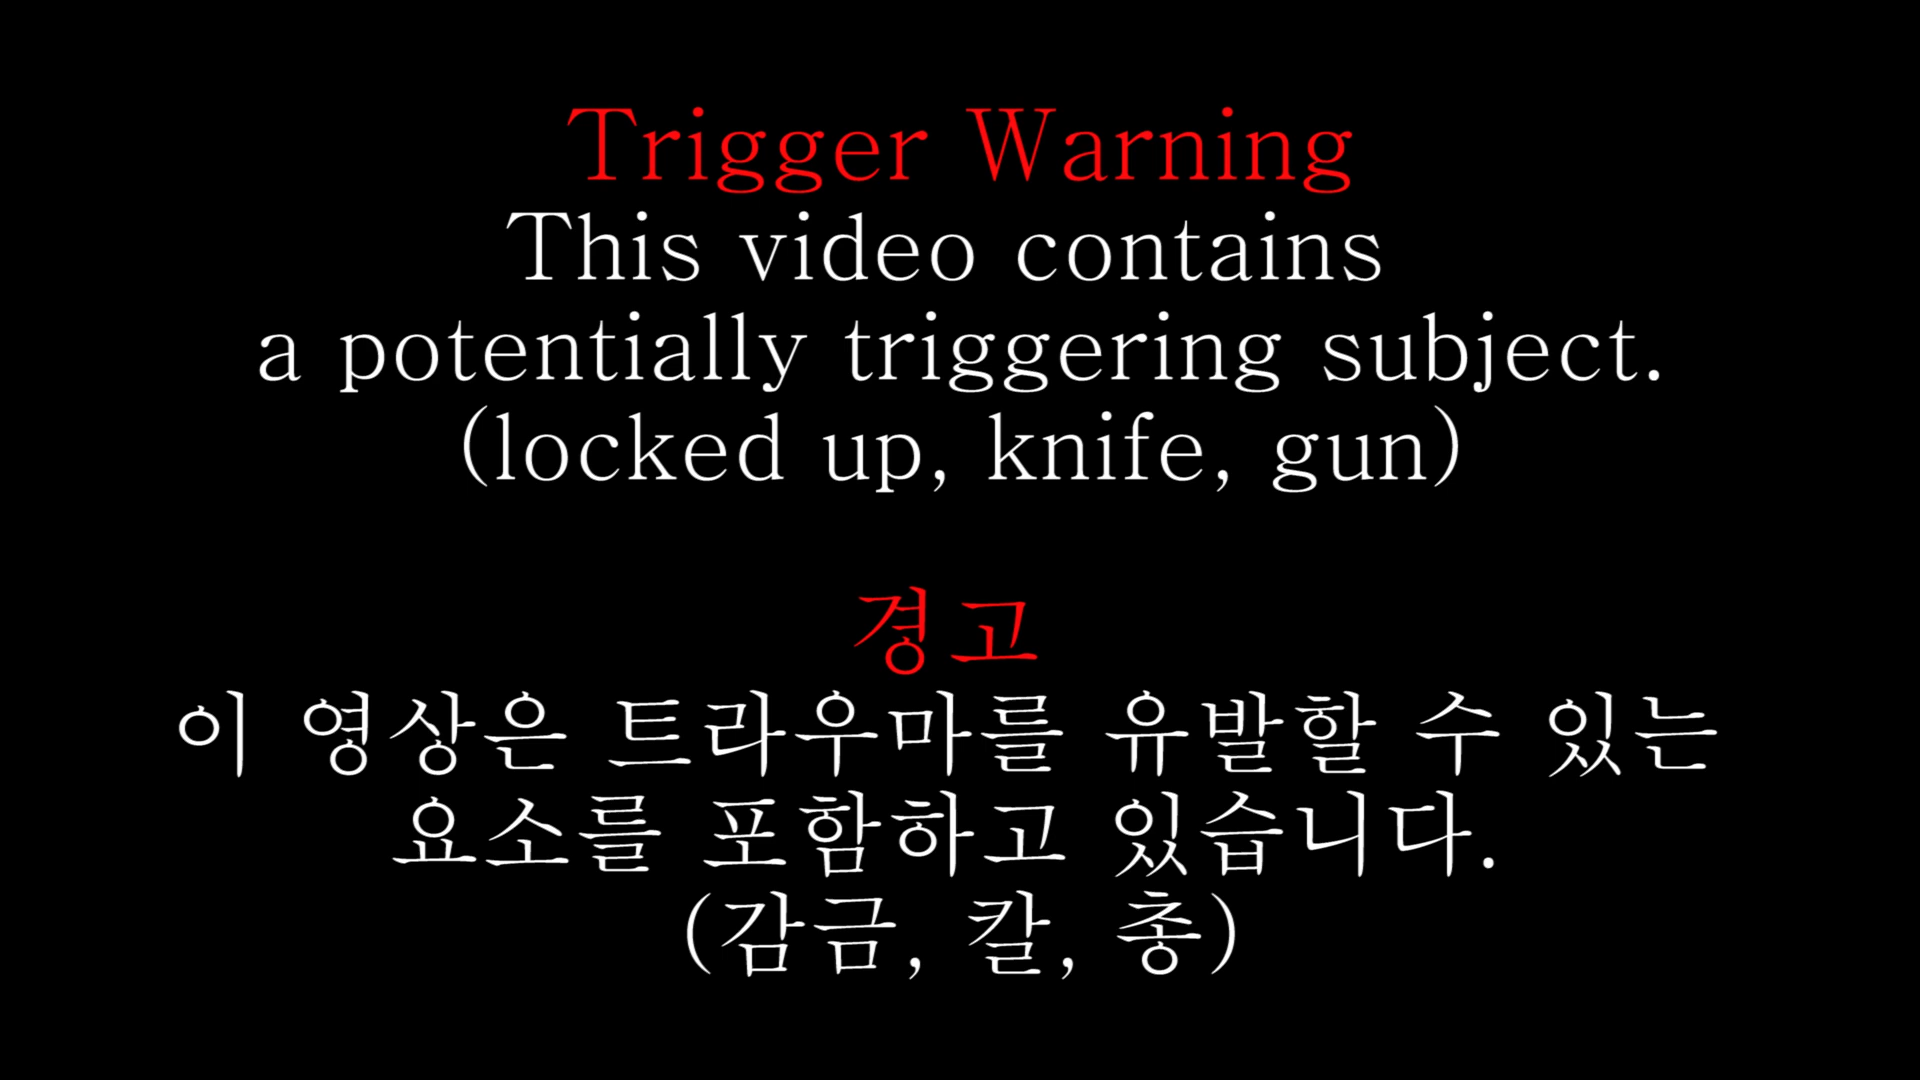 Trigger Warning
This video contains
a potentially triggering subject.
(locked up, knife, gun)
경고
이 영상은 트라우마를 유발할 수 있는
요소를 포함하고 있습니다.
(감금, 칼, 총)